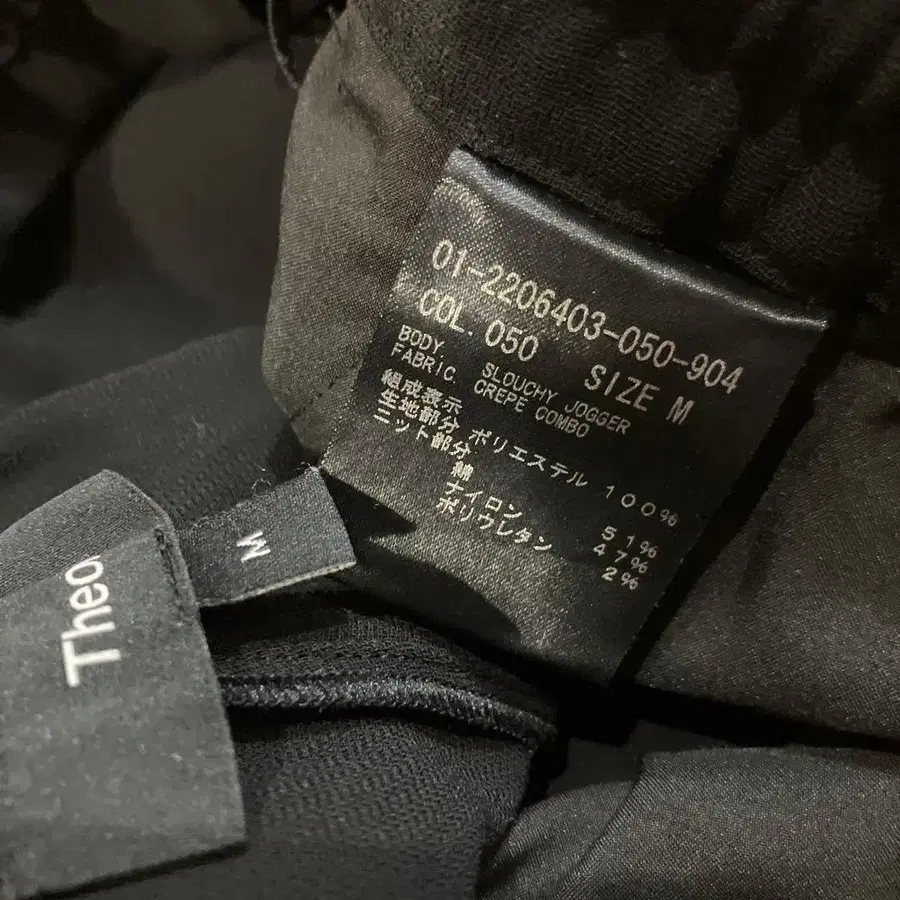 01-2206403-050-904
COL. 050 SIZE M
BODY. SLOUCHY JOGGER
FABRIC. CREPE COMBO
組成表示
生地部分 ポリエステル 100%
ニット部分
綿 51%
ナイロン 47%
ポリウレタン 2%
M
Theo